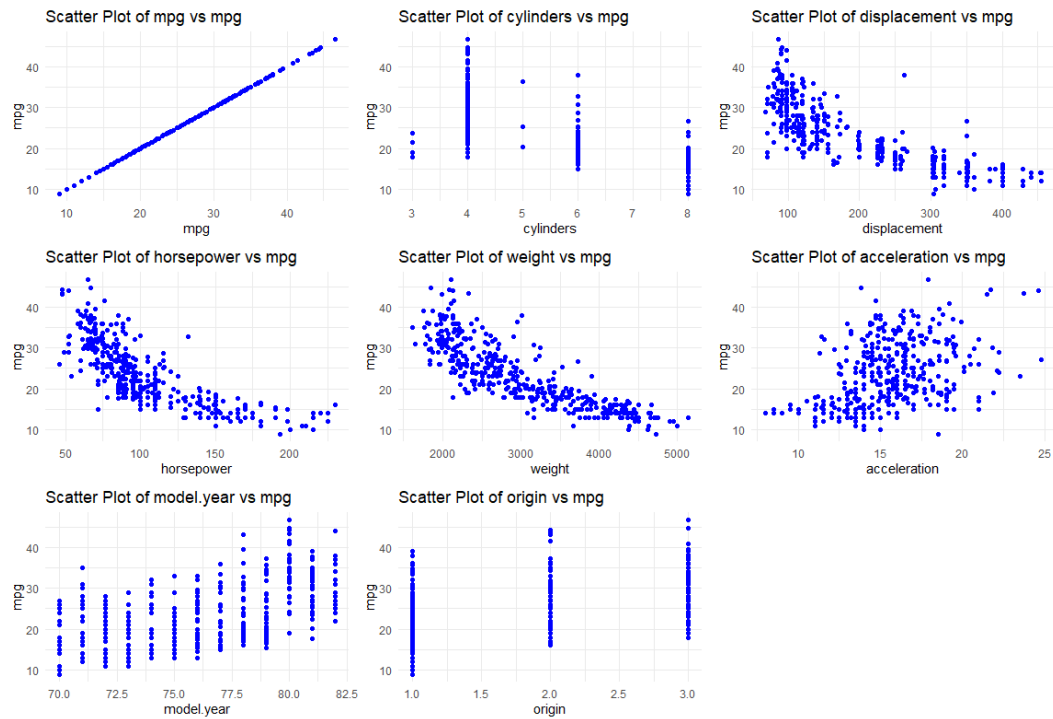 Scatter Plot of mpg vs mpg
40
30
20
10
mpg
10 20 30 40
mpg
Scatter Plot of cylinders vs mpg
40
30
20
10
mpg
3 4 5 6 7 8
cylinders
Scatter Plot of displacement vs mpg
40
30
20
10
mpg
100 200 300 400
displacement
Scatter Plot of horsepower vs mpg
40
30
20
10
mpg
50 100 150 200
horsepower
Scatter Plot of weight vs mpg
40
30
20
10
mpg
2000 3000 4000 5000
weight
Scatter Plot of acceleration vs mpg
40
30
20
10
mpg
10 15 20 25
acceleration
Scatter Plot of model.year vs mpg
40
30
20
10
mpg
70.0 72.5 75.0 77.5 80.0 82.5
model.year
Scatter Plot of origin vs mpg
40
30
20
10
mpg
1.0 1.5 2.0 2.5 3.0
origin